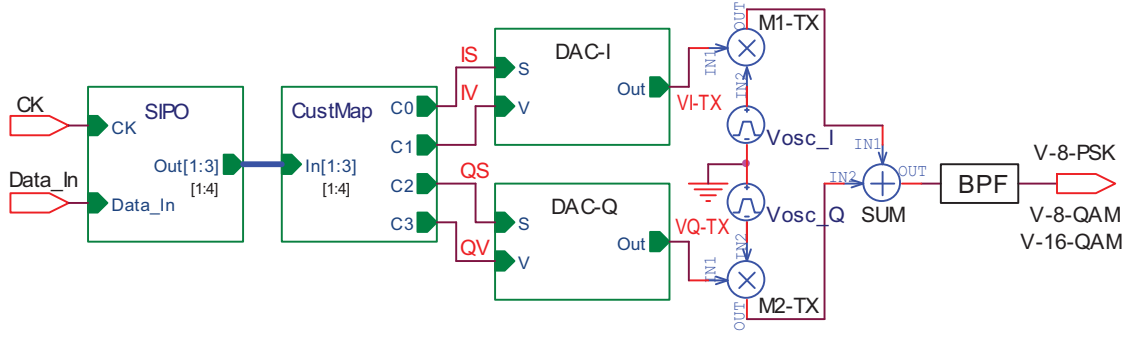 CK
Data_In
SIPO
CK
Out[1:3]
[1:4]
Data_In
CustMap
C0
In[1:3]
C1
[1:4]
C2
C3
IS
IV
QS
QV
DAC-I
S
Out
V
DAC-Q
S
Out
V
VI-TX
VQ-TX
OUT
M1-TX
IN1
IN2
Vosc_I
Vosc_Q
IN2
IN1
M2-TX
OUT
IN1
IN2
OUT
SUM
BPF
V-8-PSK
V-8-QAM
V-16-QAM